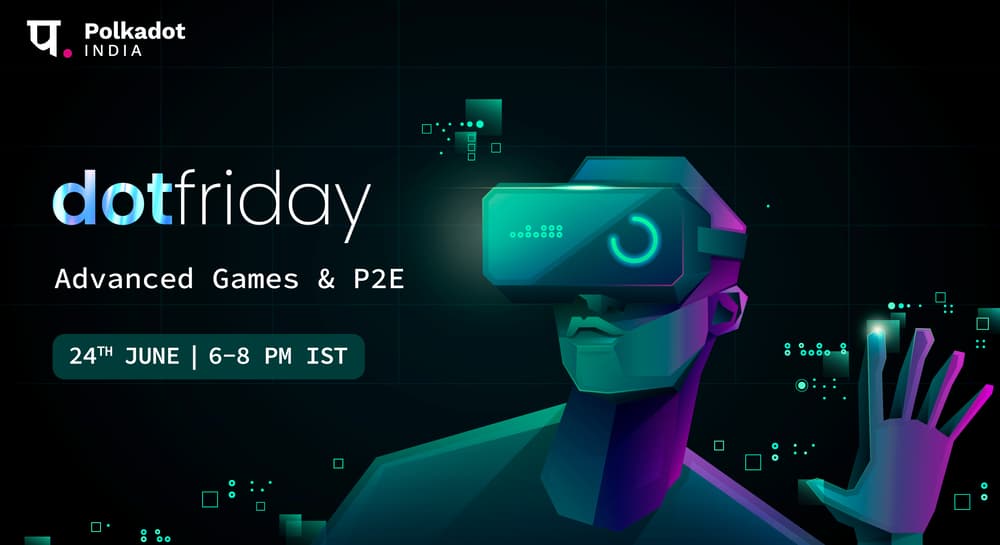 प.
Polkadot
INDIA
dotfriday
Advanced Games & P2E
24TH JUNE | 6-8 PM IST